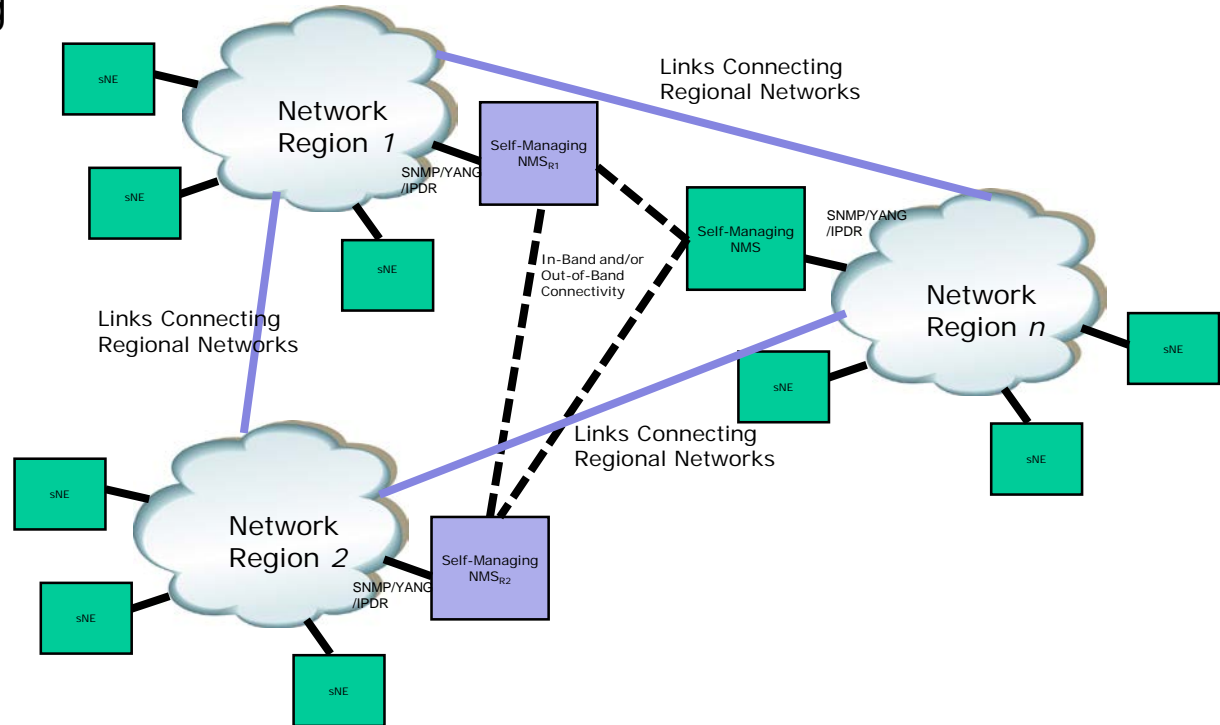 sNE
Network
Region 1
Links Connecting
Regional Networks
Self-Managing
NMSR1
SNMP/YANG
/IPDR
sNE
sNE
Self-Managing
NMS
SNMP/YANG
/IPDR
In-Band and/or
Out-of-Band
Connectivity
Network
Region n
Links Connecting
Regional Networks
sNE
sNE
sNE
Links Connecting
Regional Networks
sNE
Network
Region 2
Self-Managing
NMSR2
SNMP/YANG
/IPDR
sNE
sNE